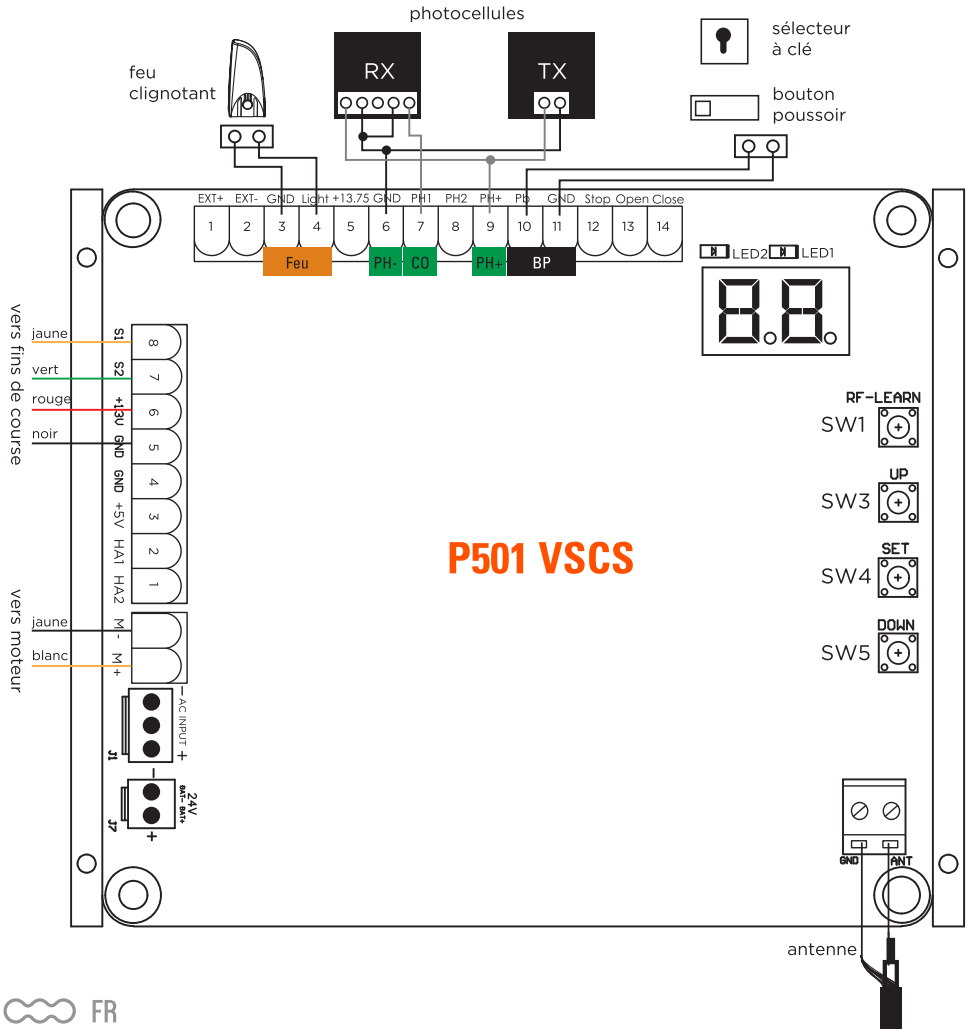 photocellules
sélecteur
à clé
feu
clignotant
RX
TX
bouton
poussoir
EXT+ EXT- GND Light +13.75 GND PH1 PH2 PH+ Pb GND Stop Open Close
1 2 3 4 5 6 7 8 9 10 11 12 13 14
Feu PH- CO PH+ BP
LED2 LED1
88
vers fins de course
jaune S1 8
vert S2 7
rouge +13V 6
noir GND 5
GND 4
+5V 3
HA1 2
HA2 1
RF-LEARN
SW1
UP
SW3
SET
SW4
DOWN
SW5
P501 VSCS
vers moteur
jaune M -
blanc M +
- AC INPUT +
J1
-
24V
BAT- BAT+
J7
+
GND ANT
antenne
FR